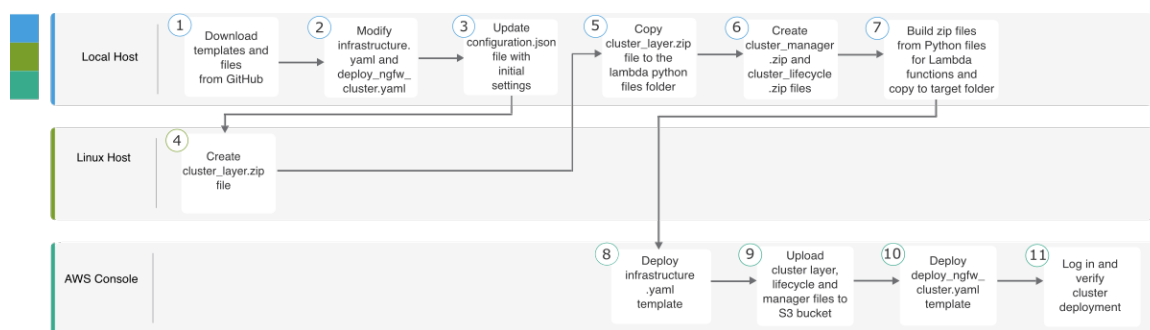 Local Host
1
Download
templates and
files
from GitHub
2
Modify
infrastructure.
yaml and
deploy_ngfw_
cluster.yaml
3
Update
configuration.json
file with
initial
settings
5
Copy
cluster_layer.zip
file to the
lambda python
files folder
6
Create
cluster_manager
.zip and
cluster_lifecycle
.zip files
7
Build zip files
from Python files
for Lambda
functions and
copy to target folder
Linux Host
4
Create
cluster_layer.zip
file
AWS Console
8
Deploy
infrastructure
.yaml
template
9
Upload
cluster layer,
lifecycle and
manager files to
S3 bucket
10
Deploy
deploy_ngfw_
cluster.yaml
template
11
Log in and
verify
cluster
deployment